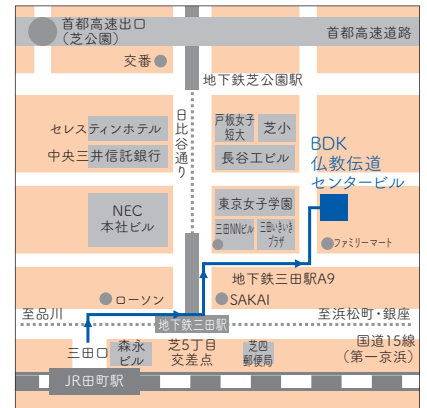 首都高速出口
(芝公園)
首都高速道路
交番
地下鉄芝公園駅
日比谷通り
セレスティンホテル
中央三井信託銀行
戸板女子
短大
芝小
長谷工ビル
BDK
仏教伝道
センタービル
NEC
本社ビル
東京女子学園
三田NNビル
三田いきいき
プラザ
ファミリーマート
地下鉄三田駅A9
ローソン
SAKAI
至品川
至浜松町・銀座
地下鉄三田駅
三田口
森永
ビル
芝5丁目
交差点
芝四
郵便局
国道15線
(第一京浜)
JR田町駅